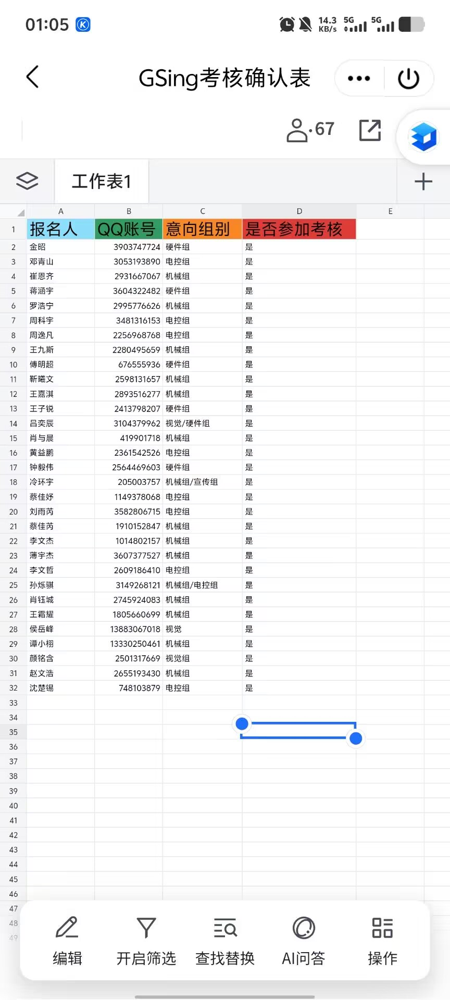 01:05 K 14.3 KB/s 5G 5G
GSing考核确认表
67
工作表1
A B C D E
1 报名人 QQ账号 意向组别 是否参加考核
2 金昭 3903747724 硬件组 是
3 邓青山 3053193890 电控组 是
4 崔恩齐 2931667067 机械组 是
5 蒋涵宇 3604322482 硬件组 是
6 罗浩宁 2995776626 机械组 是
7 周科宇 3481316153 电控组 是
8 周逸凡 2256968768 电控组 是
9 王九斯 2280495659 机械组 是
10 傅明超 676555936 硬件组 是
11 靳曦文 2598131657 机械组 是
12 王嘉淇 2893516277 机械组 是
13 王子锐 2413798207 硬件组 是
14 吕奕辰 3104379962 视觉/硬件组 是
15 肖与晨 419901718 机械组 是
16 黄益鹏 2361542526 电控组 是
17 钟毅伟 2564469603 硬件组 是
18 冷环宇 205003757 机械组/宣传组 是
19 蔡佳妤 1149378068 电控组 是
20 刘雨芮 3582806715 电控组 是
21 蔡佳芮 1910152847 机械组 是
22 李文杰 1014802157 机械组 是
23 薄宇杰 3607377527 机械组 是
24 李文哲 2609186410 电控组 是
25 孙烁骐 3149268121 机械组/电控组 是
26 肖钰城 2745924083 机械组 是
27 王霜耀 1805660699 机械组 是
28 侯岳峰 13883067018 视觉 是
29 谭小栩 13330250461 机械组 是
30 颜铭含 2501317669 视觉组 是
31 赵文浩 2655193430 机械组 是
32 沈楚锡 748103879 电控组 是
33
34
35
36
37
38
39
40
41
42
43
44
45
46
47
48
49
编辑 开启筛选 查找替换 AI问答 操作